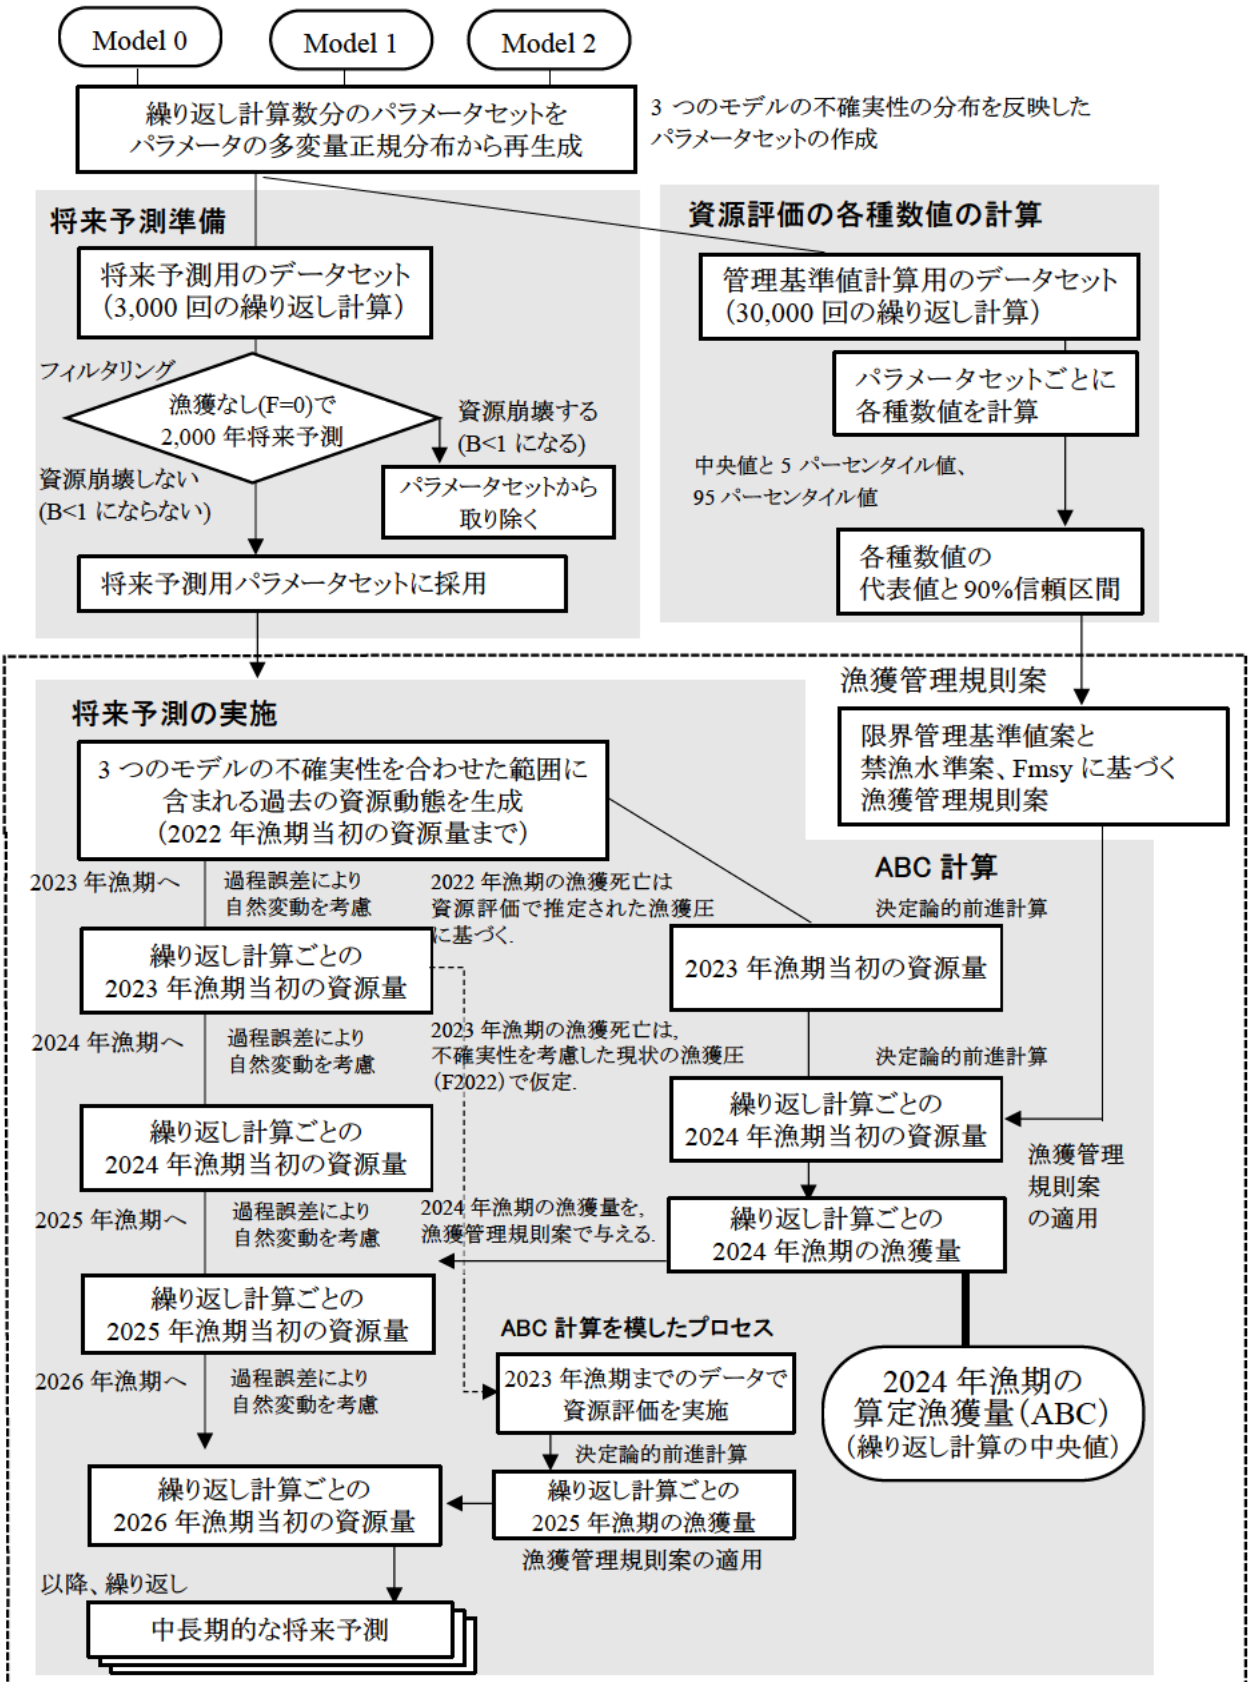 Model 0
Model 1
Model 2
繰り返し計算数分のパラメータセットを
パラメータの多変量正規分布から再生成
3 つのモデルの不確実性の分布を反映した
パラメータセットの作成
将来予測準備
将来予測用のデータセット
（3,000 回の繰り返し計算）
フィルタリング
漁獲なし(F=0)で
2,000 年将来予測
資源崩壊する
(B<1 になる)
資源崩壊しない
(B<1 にならない)
パラメータセットから
取り除く
将来予測用パラメータセットに採用
資源評価の各種数値の計算
管理基準値計算用のデータセット
（30,000 回の繰り返し計算）
パラメータセットごとに
各種数値を計算
中央値と 5 パーセンタイル値、
95 パーセンタイル値
各種数値の
代表値と90%信頼区間
漁獲管理規則案
限界管理基準値案と
禁漁水準案、Fmsy に基づく
漁獲管理規則案
将来予測の実施
3 つのモデルの不確実性を合わせた範囲に
含まれる過去の資源動態を生成
（2022 年漁期当初の資源量まで）
2023 年漁期へ
過程誤差により
自然変動を考慮
2022 年漁期の漁獲死亡は
資源評価で推定された漁獲圧
に基づく.
ABC 計算
決定論的前進計算
繰り返し計算ごとの
2023 年漁期当初の資源量
2023 年漁期当初の資源量
2024 年漁期へ
過程誤差により
自然変動を考慮
2023 年漁期の漁獲死亡は,
不確実性を考慮した現状の漁獲圧
（F2022）で仮定.
決定論的前進計算
繰り返し計算ごとの
2024 年漁期当初の資源量
繰り返し計算ごとの
2024 年漁期当初の資源量
漁獲管理
規則案
の適用
2025 年漁期へ
過程誤差により
自然変動を考慮
2024 年漁期の漁獲量を,
漁獲管理規則案で与える.
繰り返し計算ごとの
2024 年漁期の漁獲量
繰り返し計算ごとの
2025 年漁期当初の資源量
ABC 計算を模したプロセス
2026 年漁期へ
過程誤差により
自然変動を考慮
2023 年漁期までのデータで
資源評価を実施
2024 年漁期の
算定漁獲量（ABC）
（繰り返し計算の中央値）
決定論的前進計算
繰り返し計算ごとの
2026 年漁期当初の資源量
繰り返し計算ごとの
2025 年漁期の漁獲量
漁獲管理規則案の適用
以降、繰り返し
中長期的な将来予測